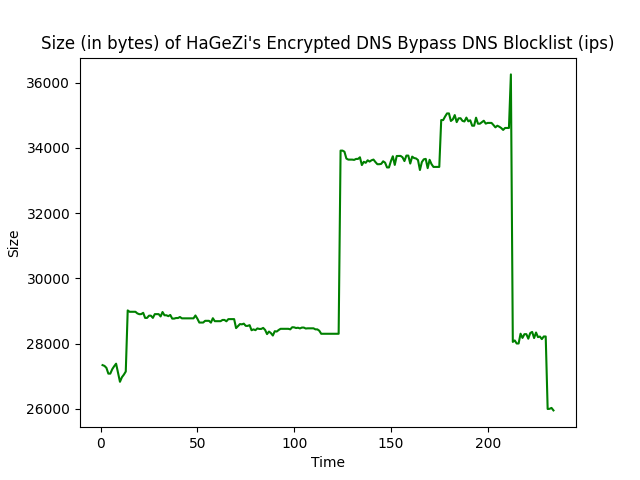 Size (in bytes) of HaGeZi's Encrypted DNS Bypass DNS Blocklist (ips)
36000
34000
32000
30000
28000
26000
Size
0 50 100 150 200
Time